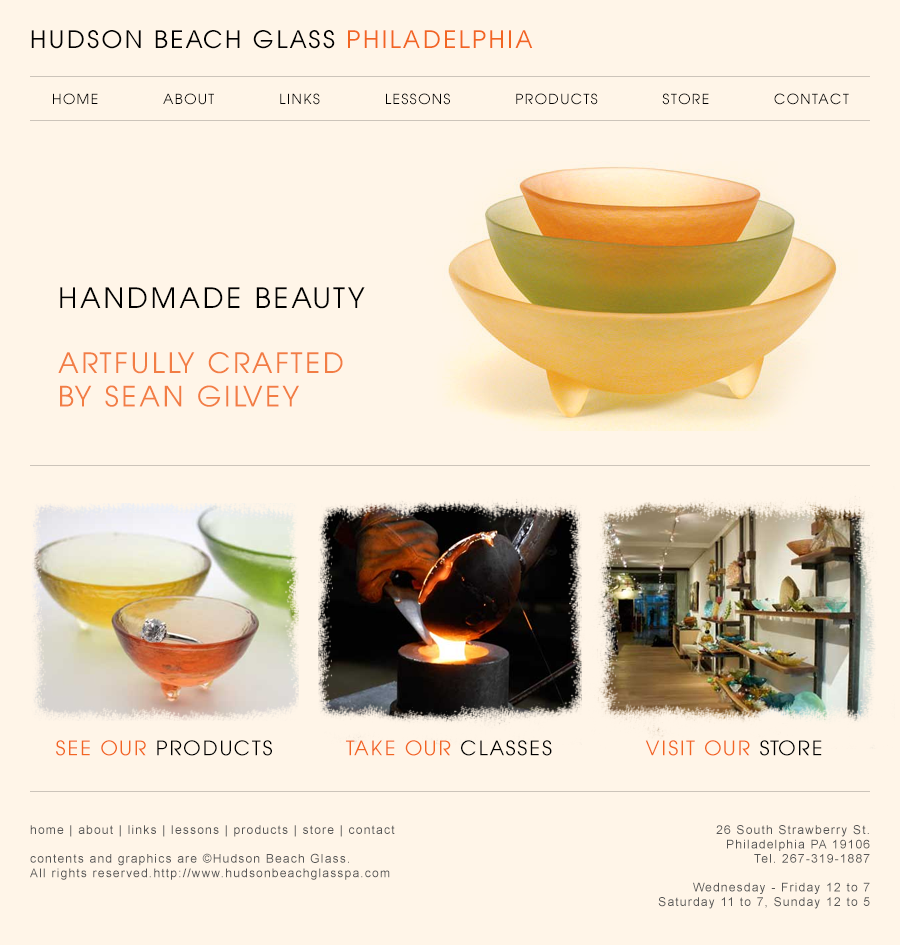 HUDSON BEACH GLASS PHILADELPHIA
HOME ABOUT LINKS LESSONS PRODUCTS STORE CONTACT
HANDMADE BEAUTY
ARTFULLY CRAFTED
BY SEAN GILVEY
SEE OUR PRODUCTS
TAKE OUR CLASSES
VISIT OUR STORE
home | about | links | lessons | products | store | contact
contents and graphics are ©Hudson Beach Glass.
All rights reserved.http://www.hudsonbeachglasspa.com
26 South Strawberry St.
Philadelphia PA 19106
Tel. 267-319-1887
Wednesday - Friday 12 to 7
Saturday 11 to 7, Sunday 12 to 5